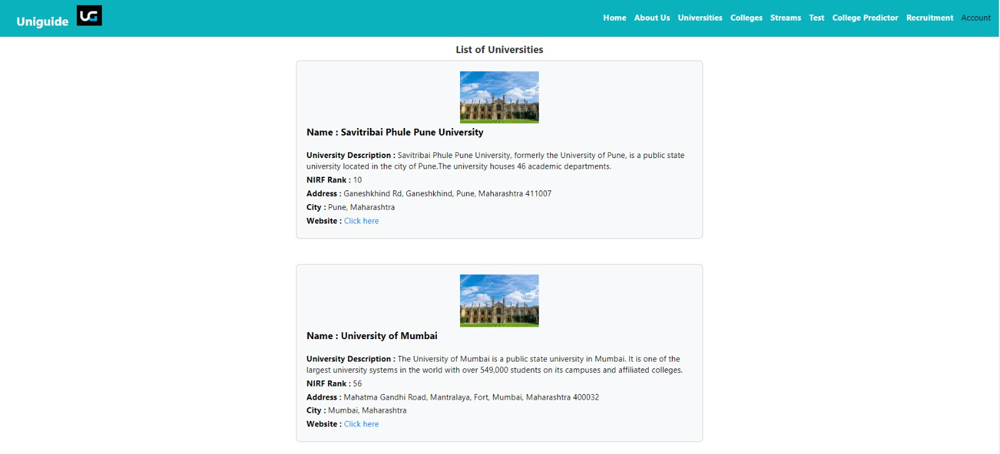 Uniguide UG Home About Us Universities Colleges Streams Test College Predictor Recruitment Account
List of Universities
Name : Savitribai Phule Pune University
University Description : Savitribai Phule Pune University, formerly the University of Pune, is a public state
university located in the city of Pune.The university houses 46 academic departments.
NIRF Rank : 10
Address : Ganeshkhind Rd, Ganeshkhind, Pune, Maharashtra 411007
City : Pune, Maharashtra
Website : Click here
Name : University of Mumbai
University Description : The University of Mumbai is a public state university in Mumbai. It is one of the
largest university systems in the world with over 549,000 students on its campuses and affiliated colleges.
NIRF Rank : 56
Address : Mahatma Gandhi Road, Mantralaya, Fort, Mumbai, Maharashtra 400032
City : Mumbai, Maharashtra
Website : Click here